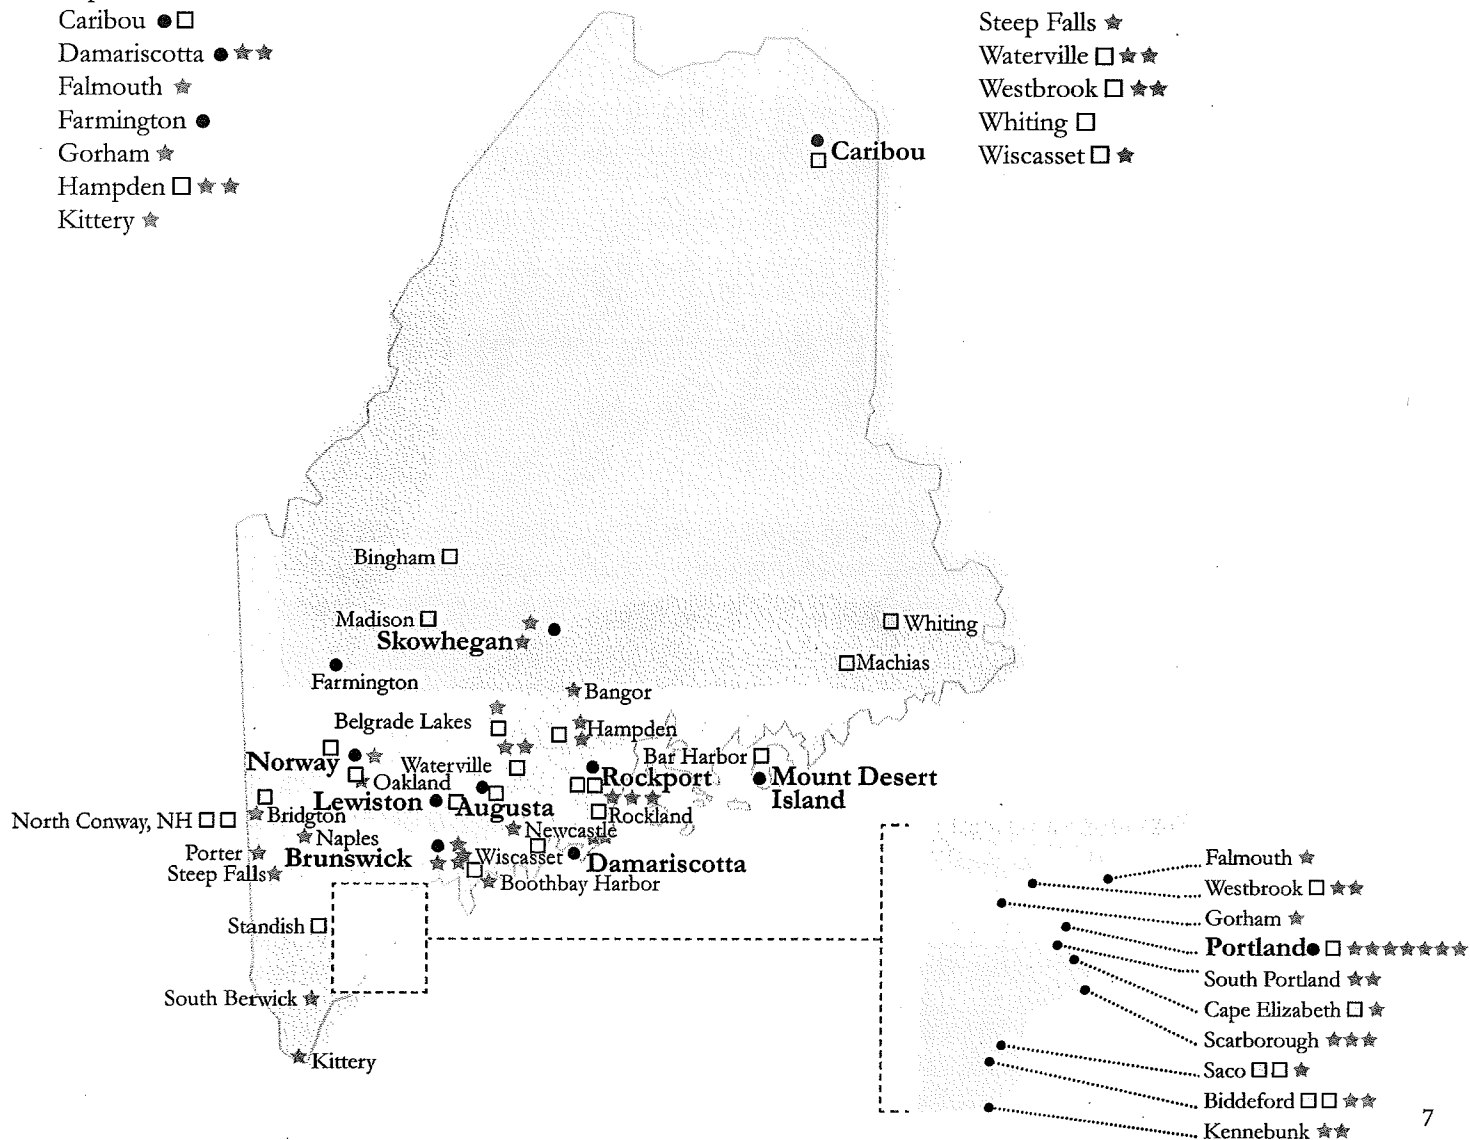 Caribou ●□
Damariscotta ●★★
Falmouth ★
Farmington ●
Gorham ★
Hampden □★★
Kittery ★
Steep Falls ★
Waterville □★★
Westbrook □★★
Whiting □
Wiscasset □★
Caribou
Bingham
Madison
Skowhegan
Whiting
Machias
Farmington
Bangor
Belgrade Lakes
Hampden
Norway
Waterville
Bar Harbor
Oakland
Rockport
Mount Desert
Island
Lewiston
Augusta
Bridgton
Rockland
North Conway, NH
Naples
Newcastle
Porter
Brunswick
Wiscasset
Damariscotta
Steep Falls
Boothbay Harbor
Standish
South Berwick
Kittery
Falmouth ★
Westbrook □★★
Gorham ★
Portland●□★★★★★★★
South Portland ★★
Cape Elizabeth □★
Scarborough ★★★
Saco □□★
Biddeford □□★★
Kennebunk ★★
7